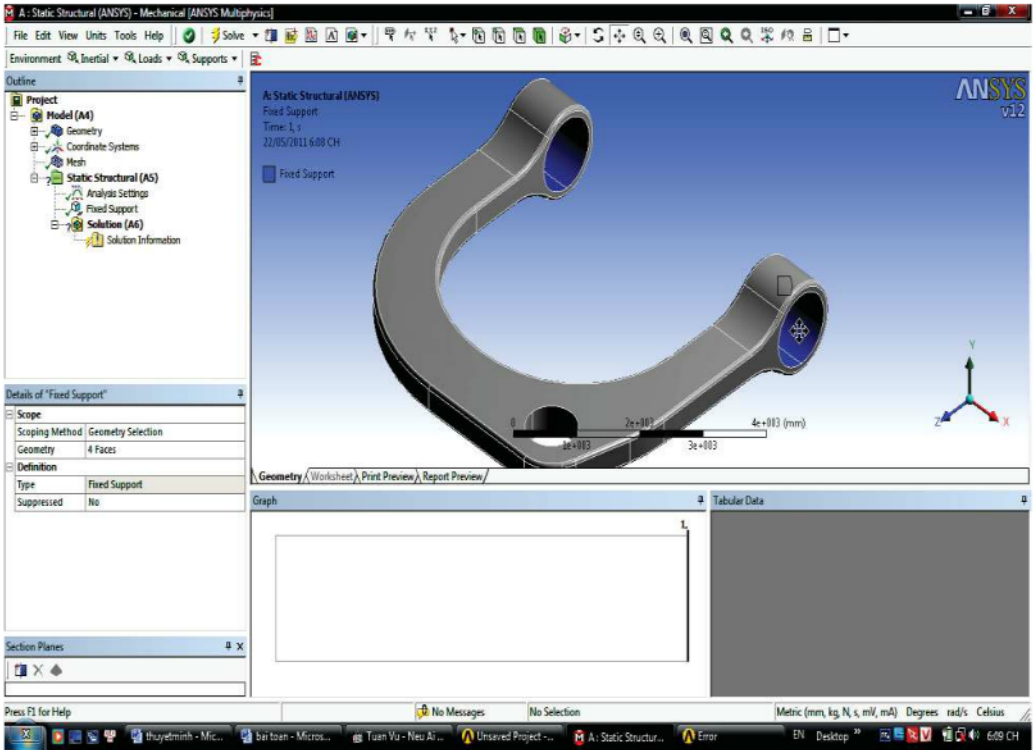 A : Static Structural (ANSYS) - Mechanical [ANSYS Multiphysics]
File Edit View Units Tools Help Solve
Environment Inertial Loads Supports
Outline
Project
Model (A4)
Geometry
Coordinate Systems
Mesh
Static Structural (A5)
Analysis Settings
Fixed Support
Solution (A6)
Solution Information
A: Static Structural (ANSYS)
Fixed Support
Time: 1, s
22/05/2011 6:08 CH
Fixed Support
ANSYS
v12
Y
Z
X
0 2e+003 4e+003 (mm)
1e+003 3e+003
Details of "Fixed Support"
Scope
Scoping Method Geometry Selection
Geometry 4 Faces
Definition
Type Fixed Support
Suppressed No
Geometry Worksheet Print Preview Report Preview
Graph
1,
Tabular Data
Section Planes
Press F1 for Help No Messages No Selection Metric (mm, kg, N, s, mV, mA) Degrees rad/s Celsius
thuyetminh - Mic... bai toan - Micros... Tuan Vu - Neu Ai ... Unsaved Project -... A : Static Structur... Error EN Desktop » 6:09 CH